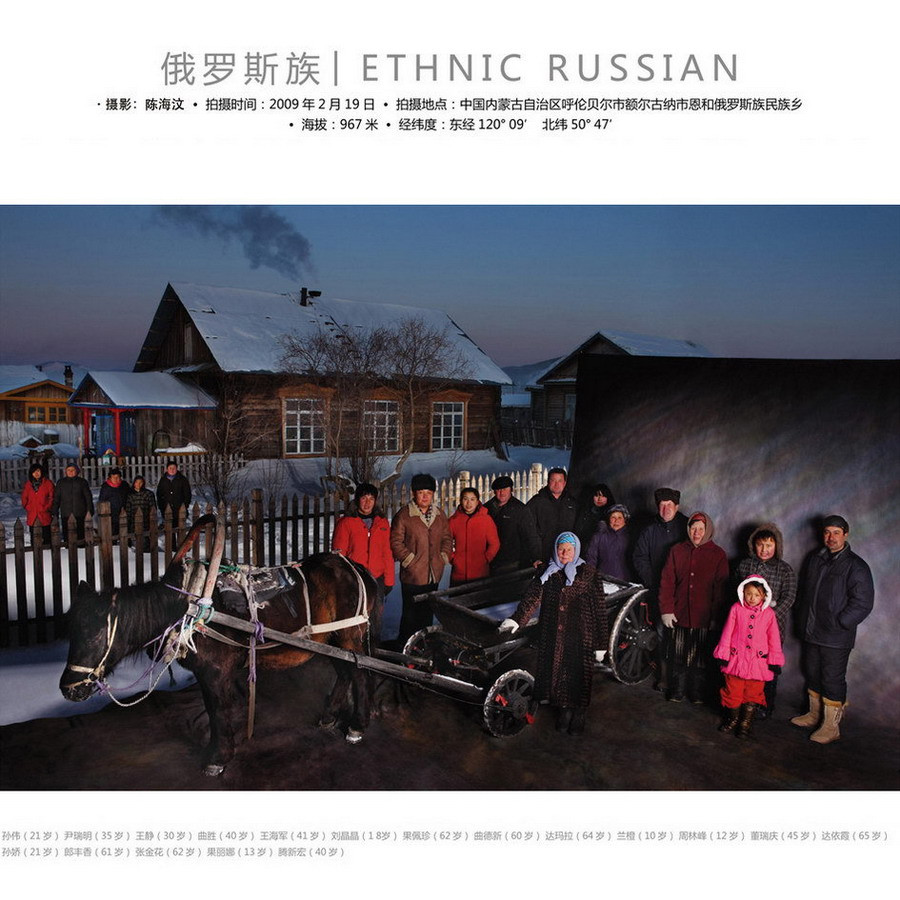 俄罗斯族| ETHNIC RUSSIAN
· 摄影: 陈海汶 • 拍摄时间:2009 年 2 月 19 日 • 拍摄地点:中国内蒙古自治区呼伦贝尔市额尔古纳市恩和俄罗斯族民族乡
• 海拔:967 米 • 经纬度:东经 120° 09′ 北纬 50° 47′
孙伟(21 岁) 尹瑞明(35 岁) 王静(30 岁) 曲胜(40 岁) 王海军(41 岁) 刘晶晶(1 8岁) 果佩珍(62 岁) 曲德新(60 岁) 达玛拉(64 岁) 兰橙(10 岁) 周林峰(12 岁) 董瑞庆(45 岁) 达依霞(65 岁)
孙娇(21 岁) 郎丰香(61 岁) 张金花(62 岁) 果丽娜(13 岁) 腾新宏(40 岁)